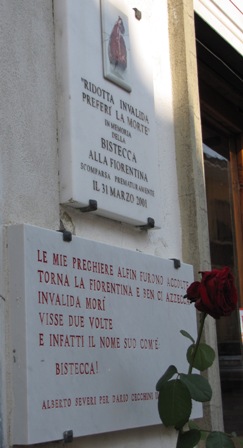 "RIDOTTA INVALIDA
PREFERÌ LA MORTE"
IN MEMORIA
DELLA
BISTECCA
ALLA FIORENTINA
SCOMPARSA PREMATURAMENTE
IL 31 MARZO 2001
LE MIE PREGHIERE ALFIN FURONO ACCOLTE
TORNA LA FIORENTINA E BEN CI AZZECCA
INVALIDA MORÍ
VISSE DUE VOLTE
E INFATTI IL NOME SUO COM'È:
BISTECCA!
ALBERTO SEVERI PER DARIO CECCHINI